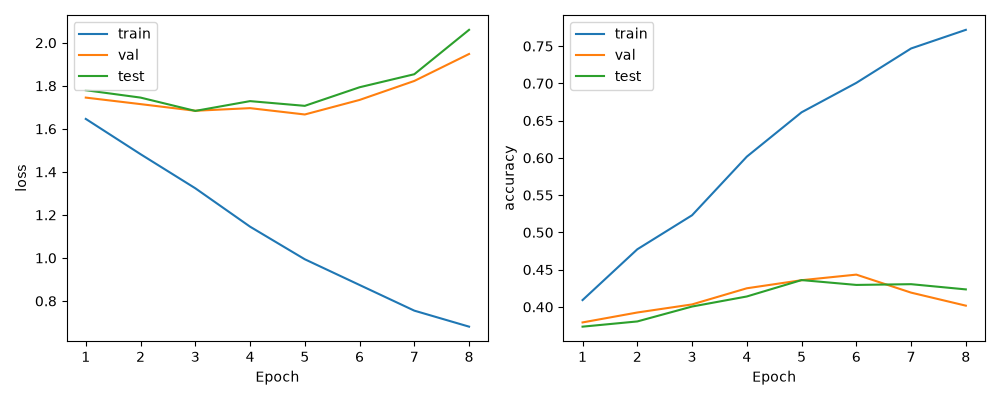 train
val
test
2.0
1.8
1.6
1.4
1.2
1.0
0.8
loss
1 2 3 4 5 6 7 8
Epoch
train
val
test
0.75
0.70
0.65
0.60
0.55
0.50
0.45
0.40
accuracy
1 2 3 4 5 6 7 8
Epoch